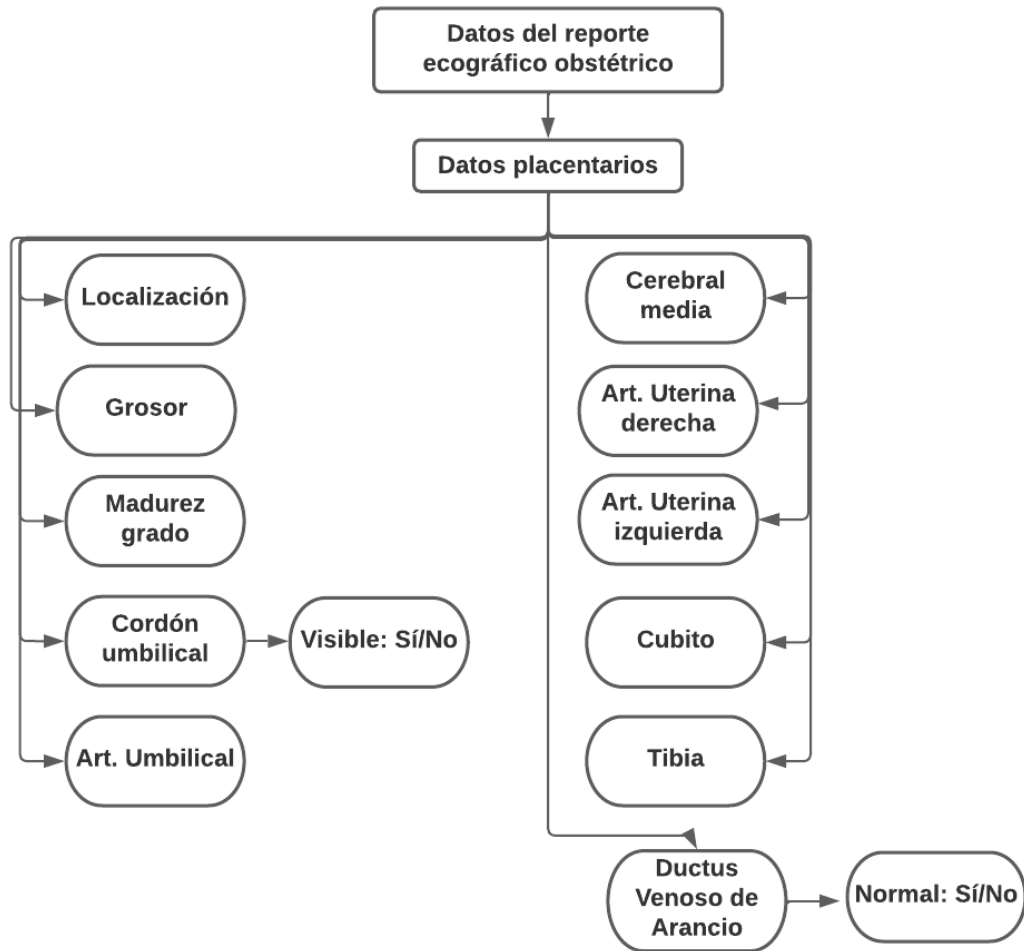 Datos del reporte
ecográfico obstétrico
Datos placentarios
Localización
Grosor
Madurez
grado
Cordón
umbilical
Visible: Sí/No
Art. Umbilical
Cerebral
media
Art. Uterina
derecha
Art. Uterina
izquierda
Cubito
Tibia
Ductus
Venoso de
Arancio
Normal: Sí/No